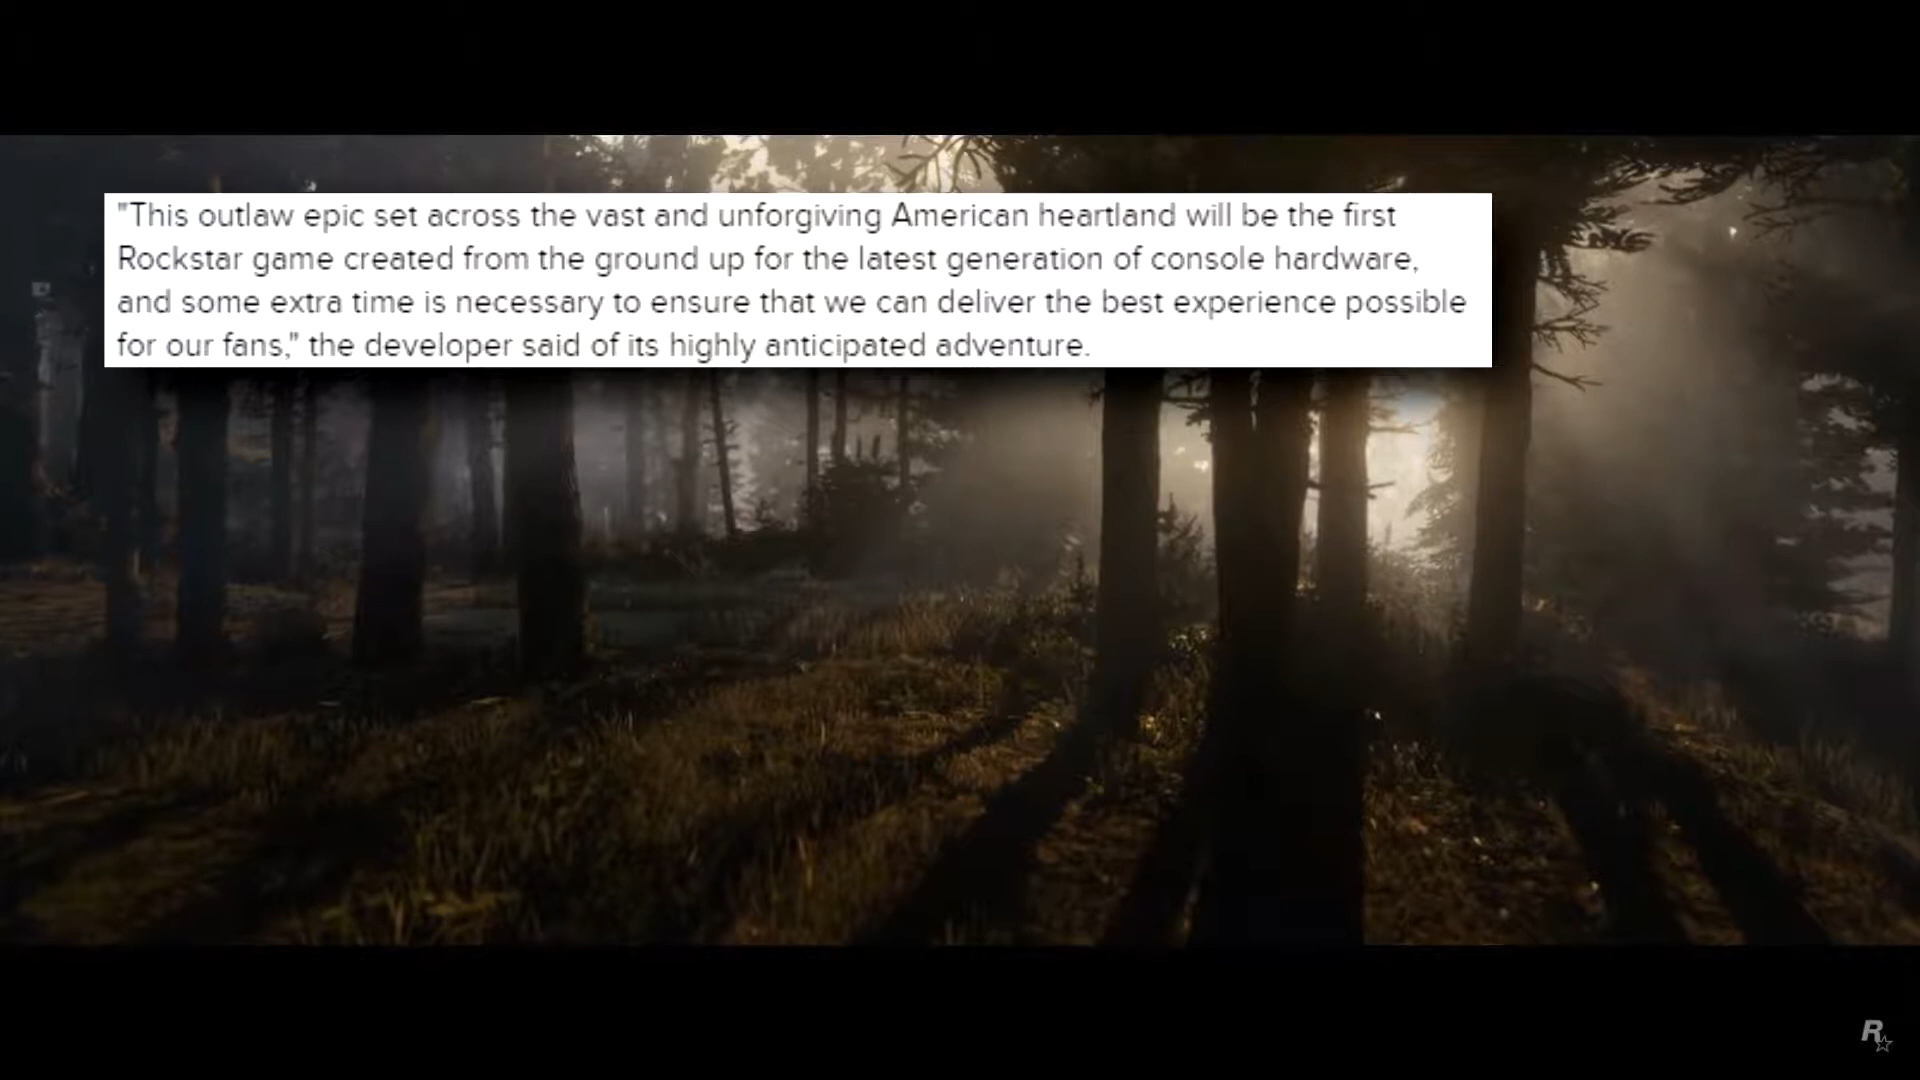 "This outlaw epic set across the vast and unforgiving American heartland will be the first
Rockstar game created from the ground up for the latest generation of console hardware,
and some extra time is necessary to ensure that we can deliver the best experience possible
for our fans," the developer said of its highly anticipated adventure.
R